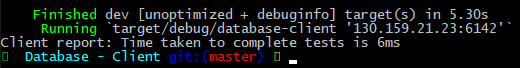 Finished dev [unoptimized + debuginfo] target(s) in 5.30s
Running `target/debug/database-client '130.159.21.23:6142'`
Client report: Time taken to complete tests is 6ms
▯ Database - Client git:(master) ▯